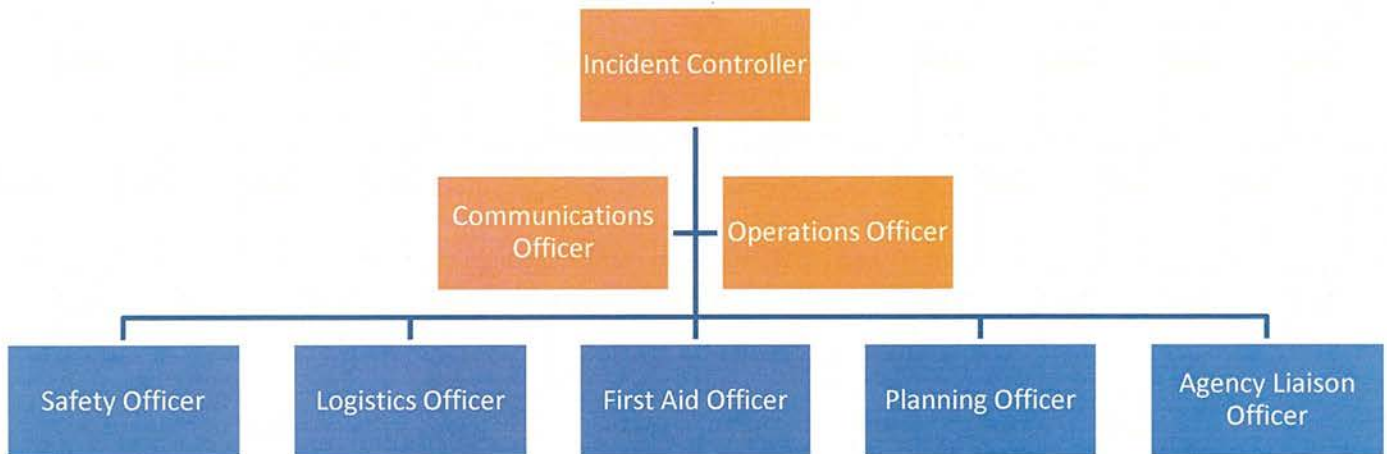 Incident Controller
Communications
Officer
Operations Officer
Safety Officer
Logistics Officer
First Aid Officer
Planning Officer
Agency Liaison
Officer